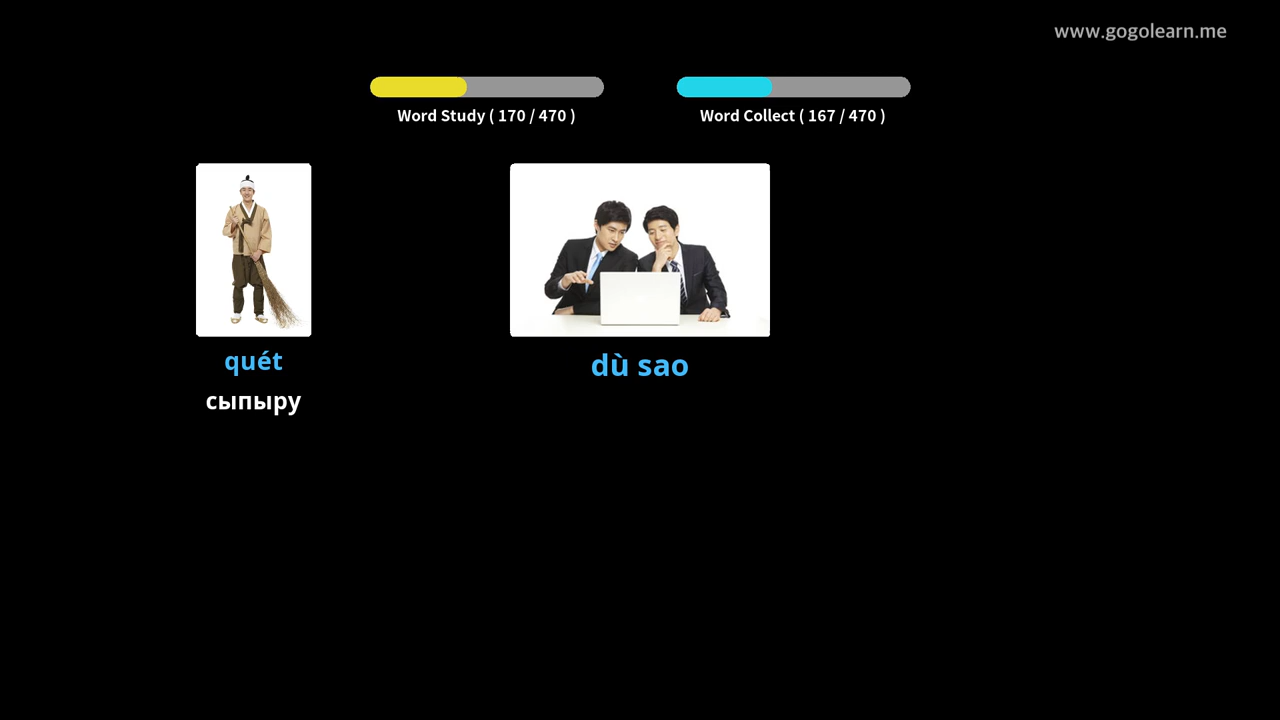 www.gogolearn.me
Word Study ( 170 / 470 )
Word Collect ( 167 / 470 )
quét
сыпыру
dù sao